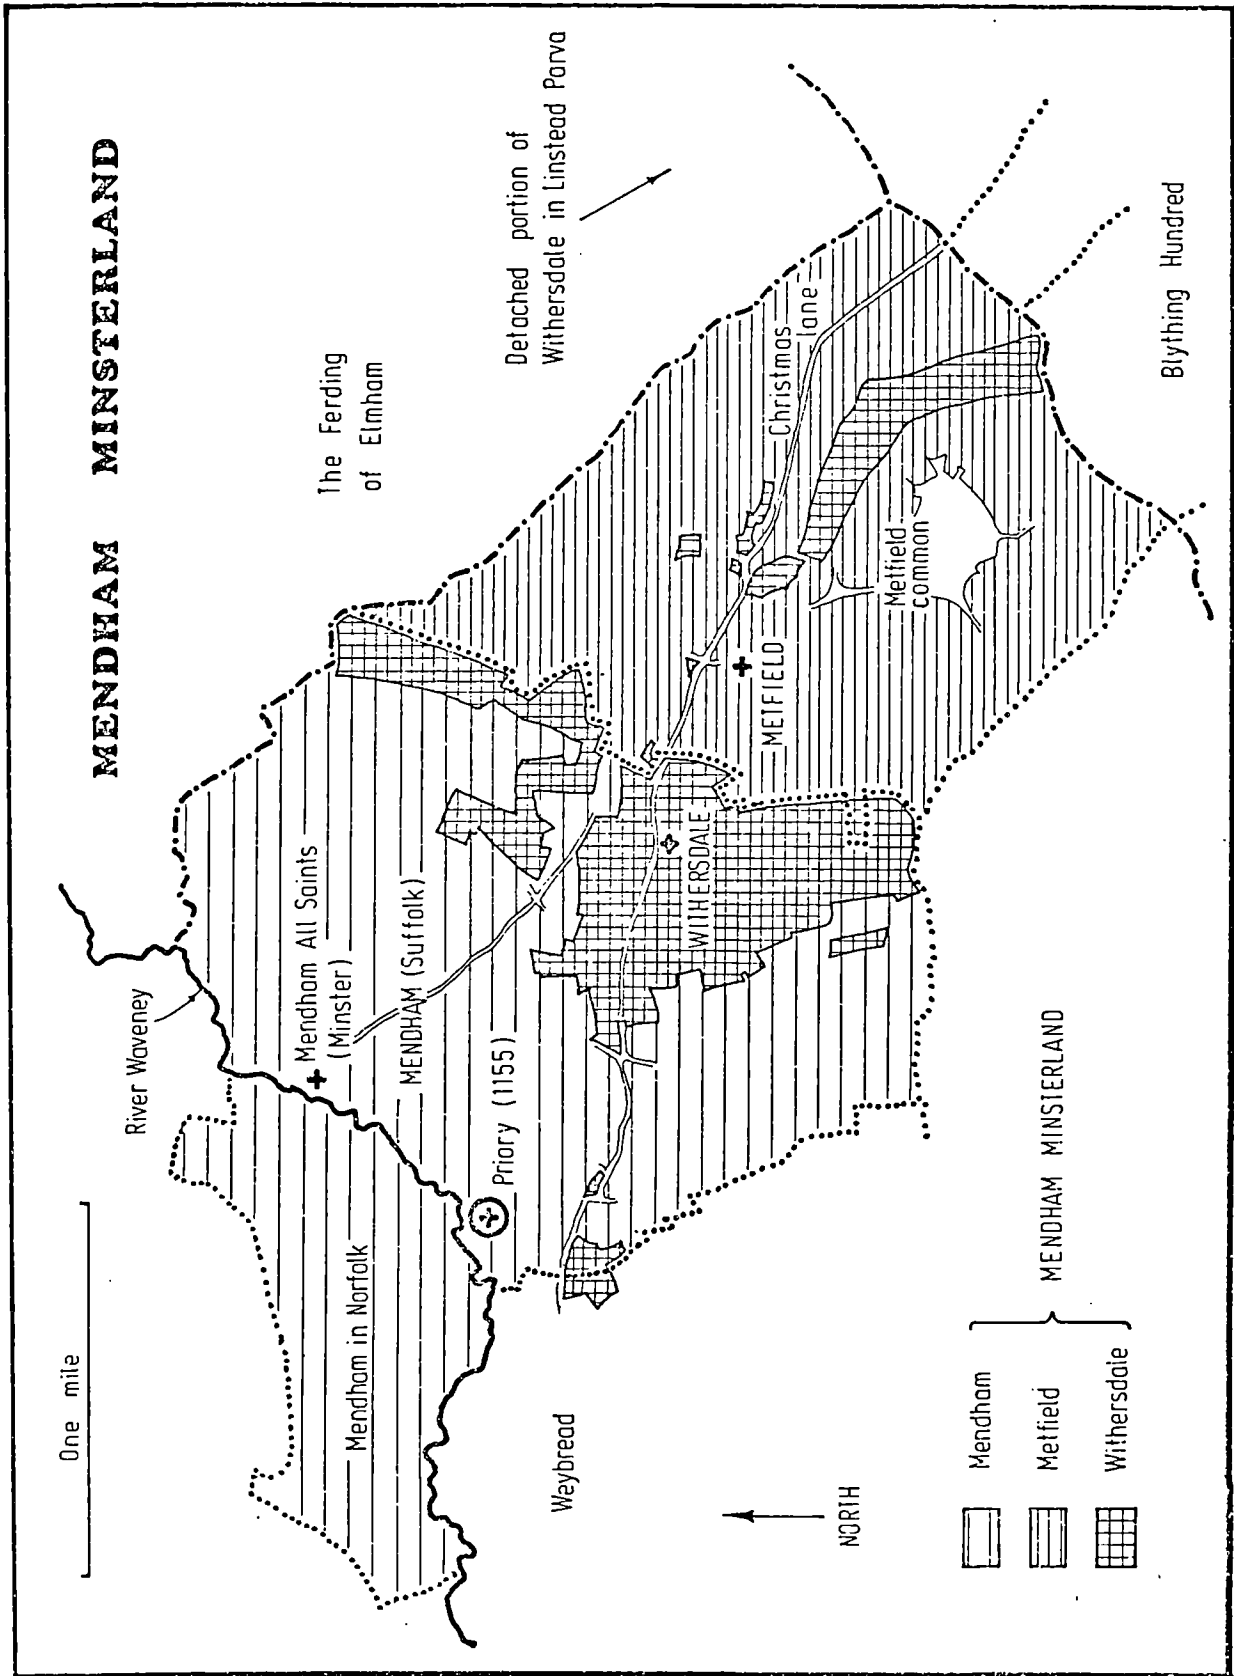 MENDHAM MINSTERLAND
One mile
River Waveney
The Ferding
of Elmham
Detached portion of
Withersdale in Linstead Parva
Mendham All Saints
(Minster)
Mendham in Norfolk
MENDHAM (Suffolk)
Priory (1155)
Weybread
WITHERSDALE
METFIELD
Christmas
lane
Metfield
common
Blything Hundred
NORTH
Mendham
Metfield
Withersdale
MENDHAM MINSTERLAND